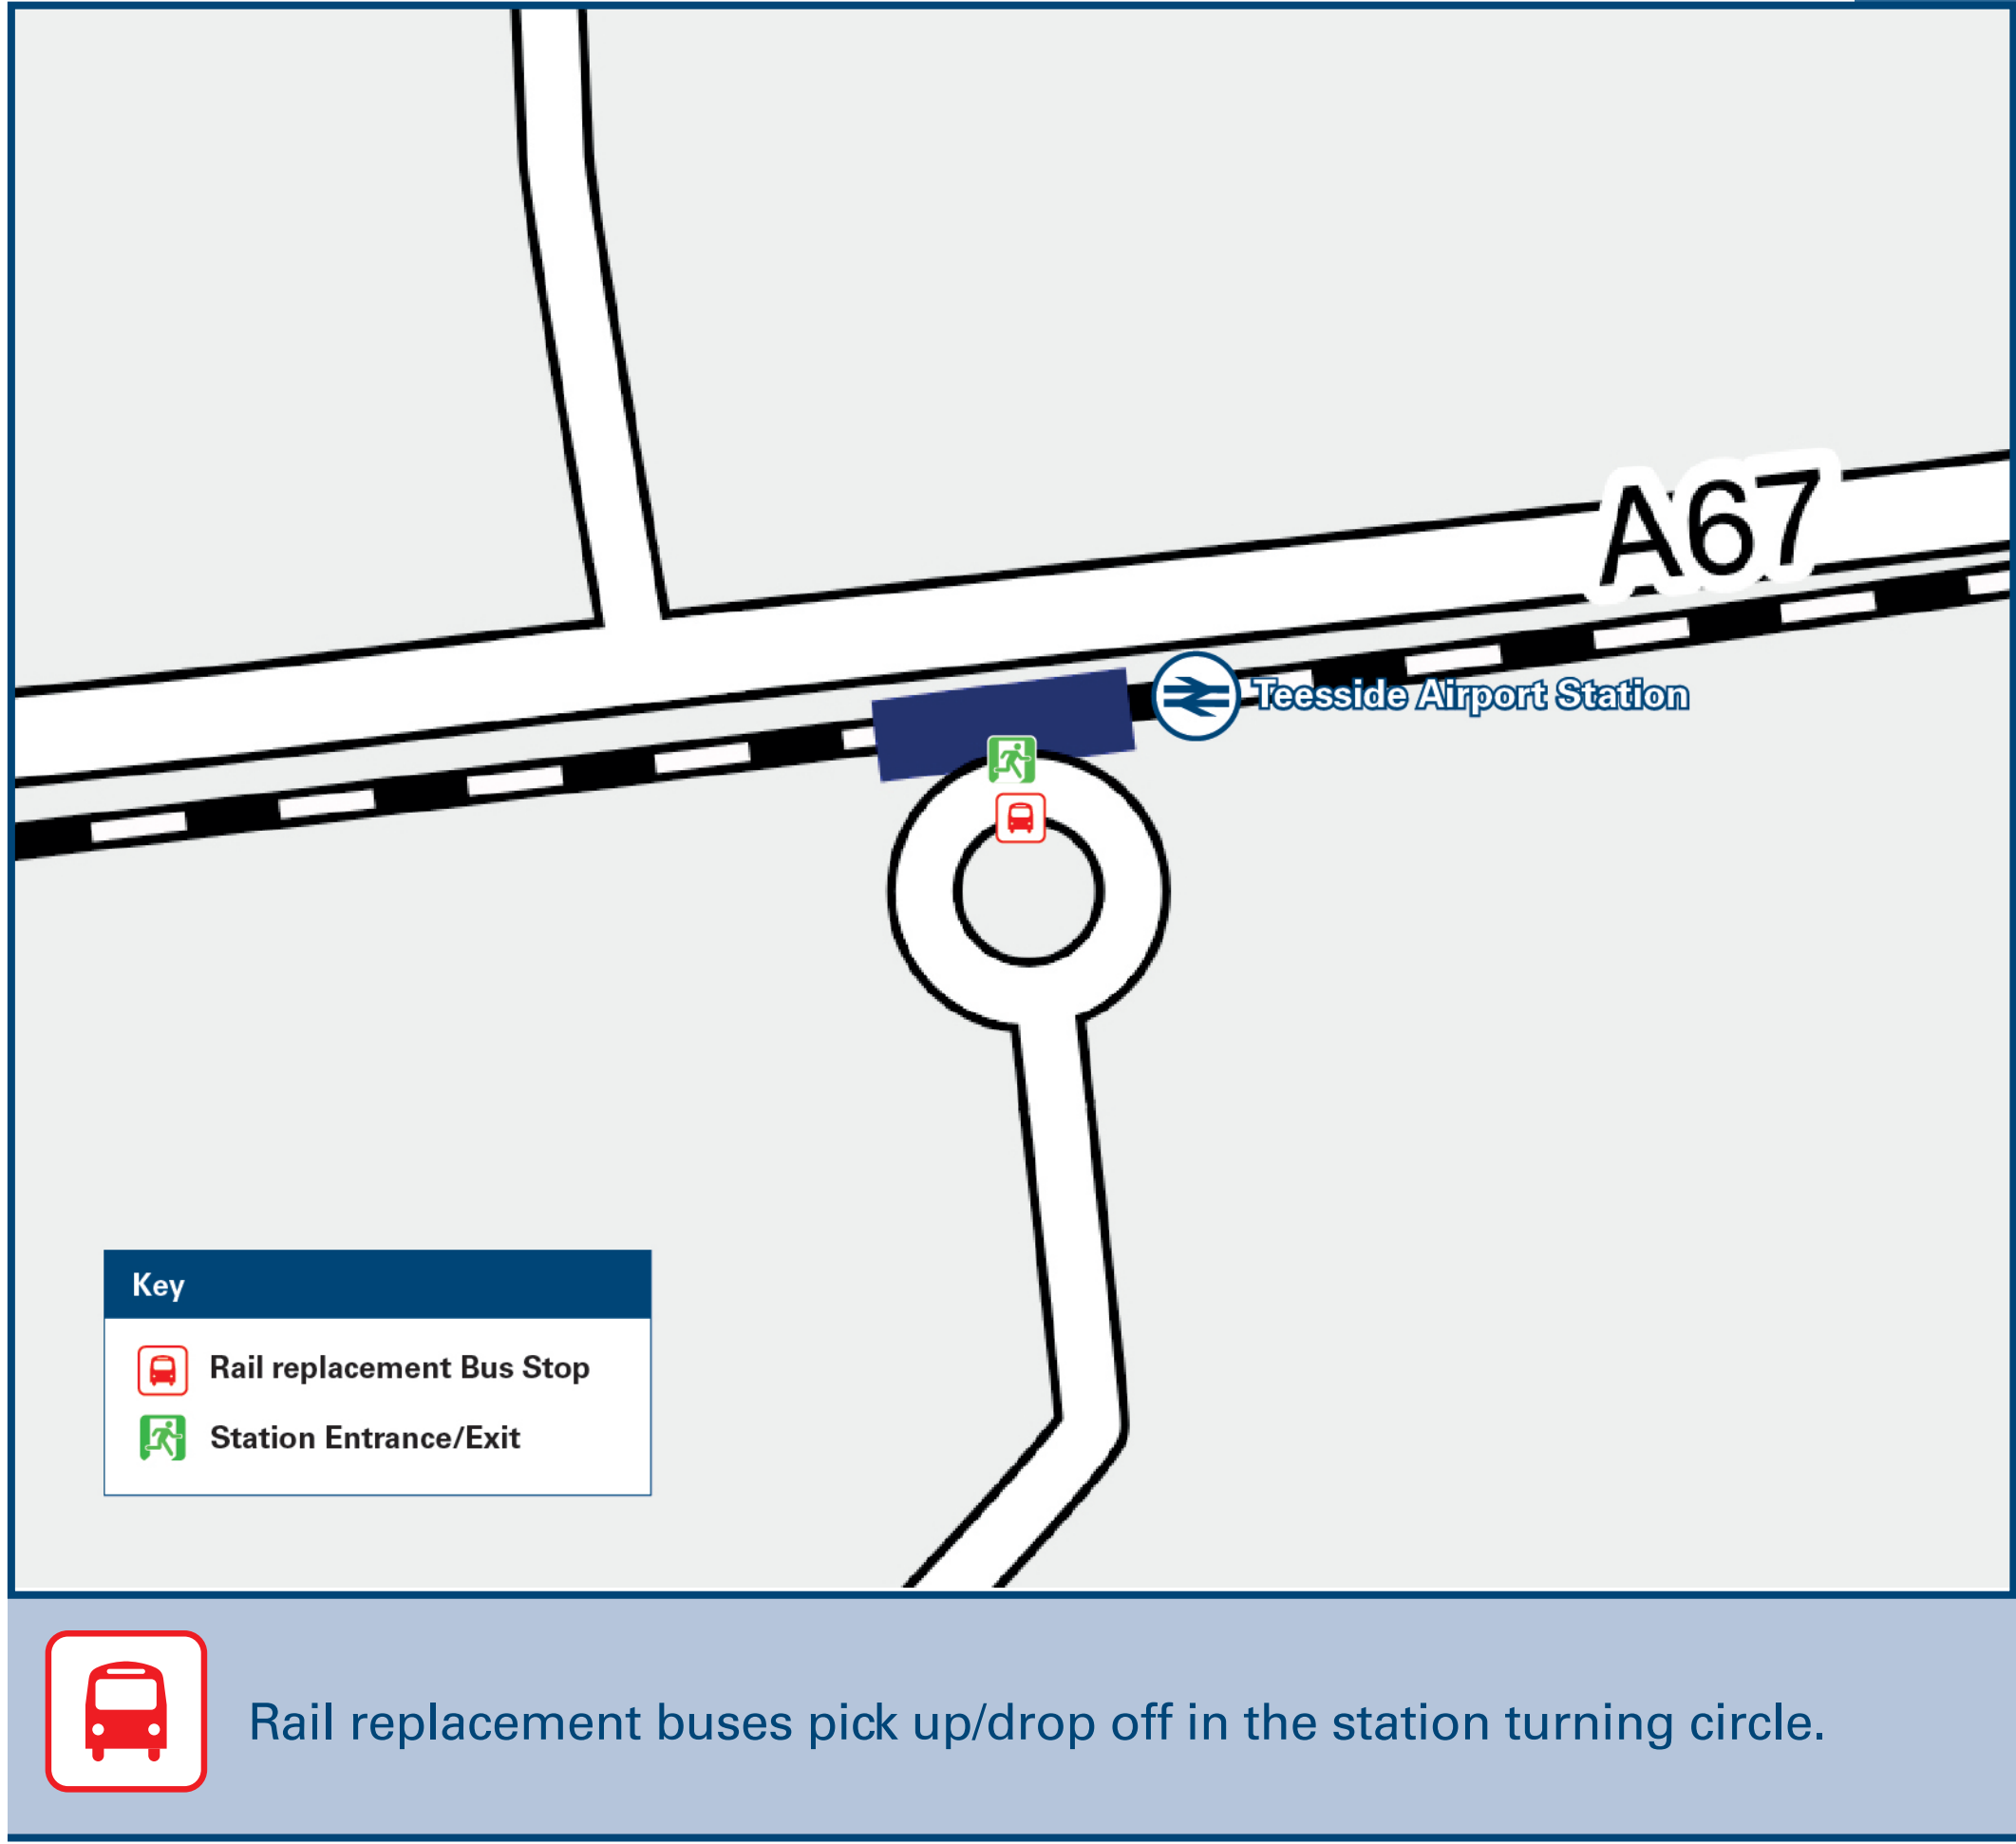 A67
Teesside Airport Station
Key
Rail replacement Bus Stop
Station Entrance/Exit
Rail replacement buses pick up/drop off in the station turning circle.